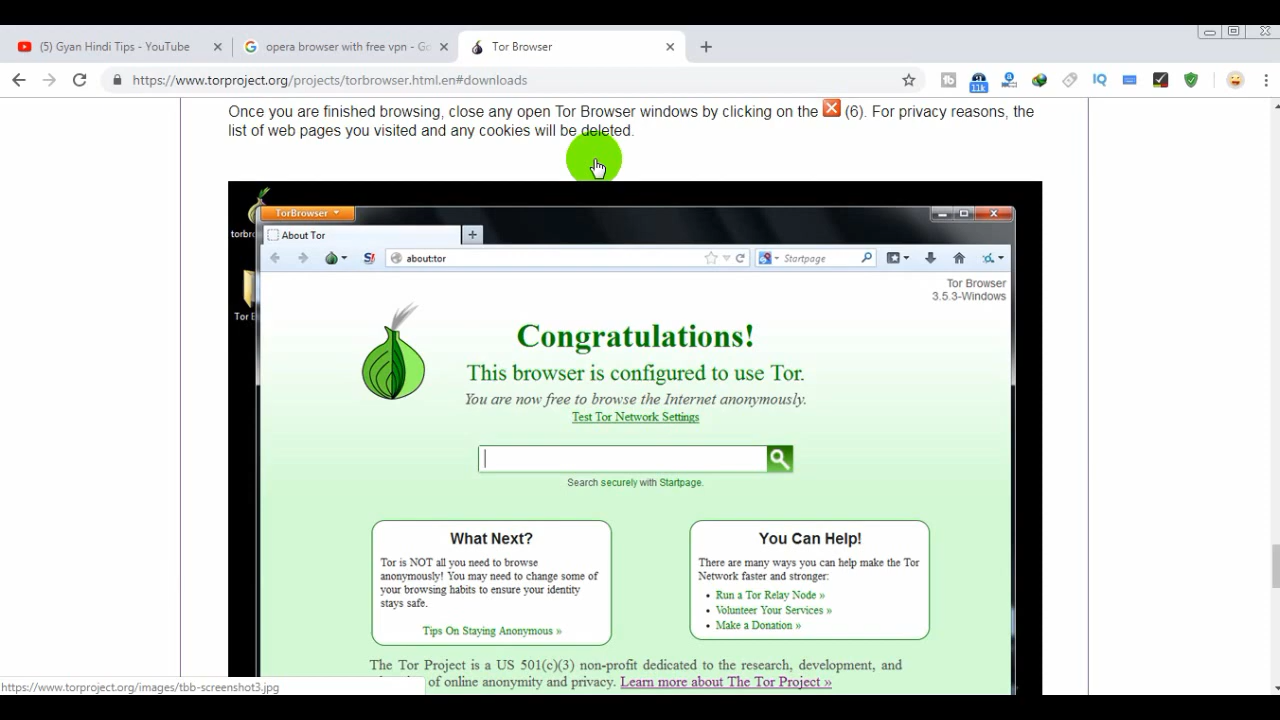 (5) Gyan Hindi Tips - YouTube
opera browser with free vpn - Go
Tor Browser
https://www.torproject.org/projects/torbrowser.html.en#downloads
11k
IQ
Once you are finished browsing, close any open Tor Browser windows by clicking on the (6). For privacy reasons, the
list of web pages you visited and any cookies will be deleted.
torbr
TorBrowser
About Tor
about:tor
Startpage
Tor Browser
3.5.3-Windows
Tor B
Congratulations!
This browser is configured to use Tor.
You are now free to browse the Internet anonymously.
Test Tor Network Settings
Search securely with Startpage.
What Next?
Tor is NOT all you need to browse
anonymously! You may need to change some of
your browsing habits to ensure your identity
stays safe.
Tips On Staying Anonymous »
You Can Help!
There are many ways you can help make the Tor
Network faster and stronger:
• Run a Tor Relay Node »
• Volunteer Your Services »
• Make a Donation »
The Tor Project is a US 501(c)(3) non-profit dedicated to the research, development, and
of online anonymity and privacy. Learn more about The Tor Project »
https://www.torproject.org/images/tbb-screenshot3.jpg